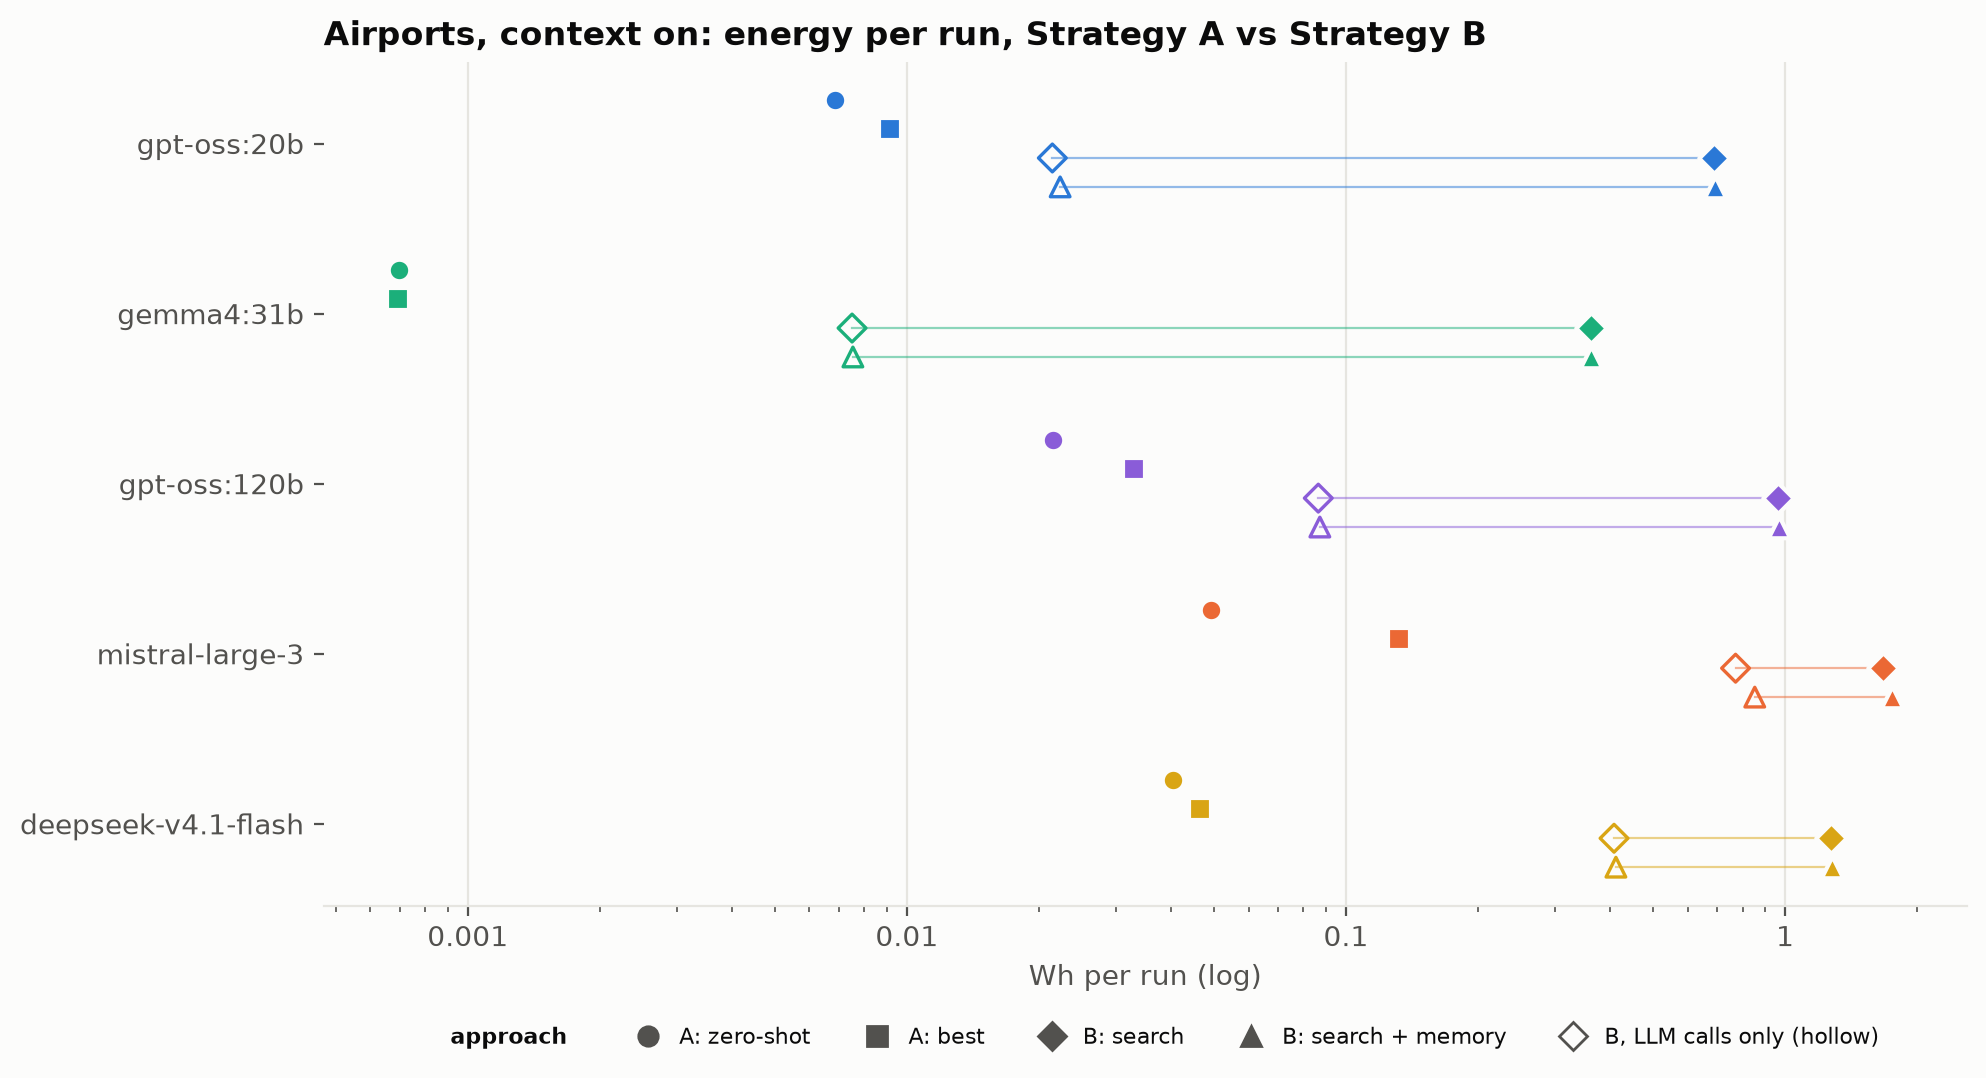 Airports, context on: energy per run, Strategy A vs Strategy B
gpt-oss:20b
gemma4:31b
gpt-oss:120b
mistral-large-3
deepseek-v4.1-flash
0.001
0.01
0.1
1
Wh per run (log)
approach
A: zero-shot
A: best
B: search
B: search + memory
B, LLM calls only (hollow)